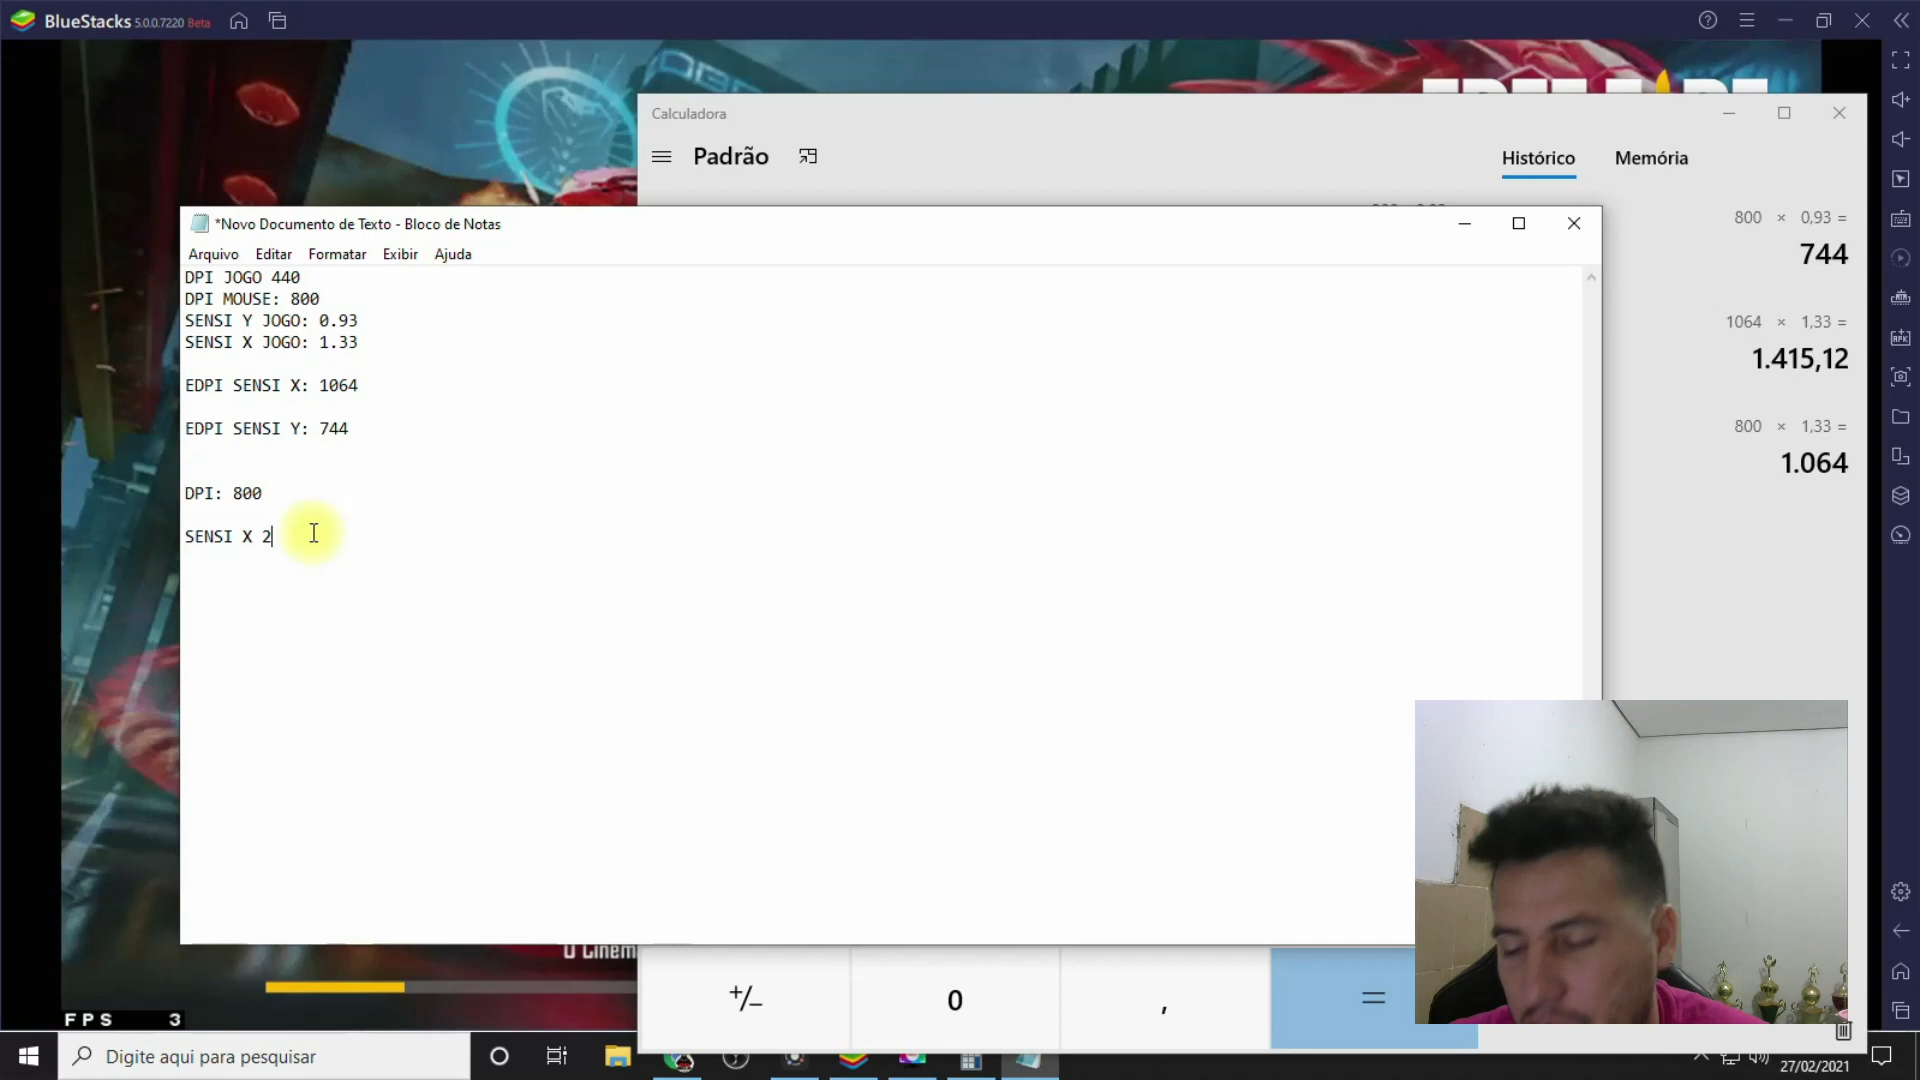 BlueStacks 5.0.0.7220 Beta
Calculadora
Padrão
Histórico
Memória
800 × 0,93 =
744
1064 × 1,33 =
1.415,12
800 × 1,33 =
1.064
*Novo Documento de Texto - Bloco de Notas
Arquivo Editar Formatar Exibir Ajuda
DPI JOGO 440
DPI MOUSE: 800
SENSI Y JOGO: 0.93
SENSI X JOGO: 1.33
EDPI SENSI X: 1064
EDPI SENSI Y: 744
DPI: 800
SENSI X 2
+/_ 0 , =
FPS 3
Digite aqui para pesquisar
27/02/2021